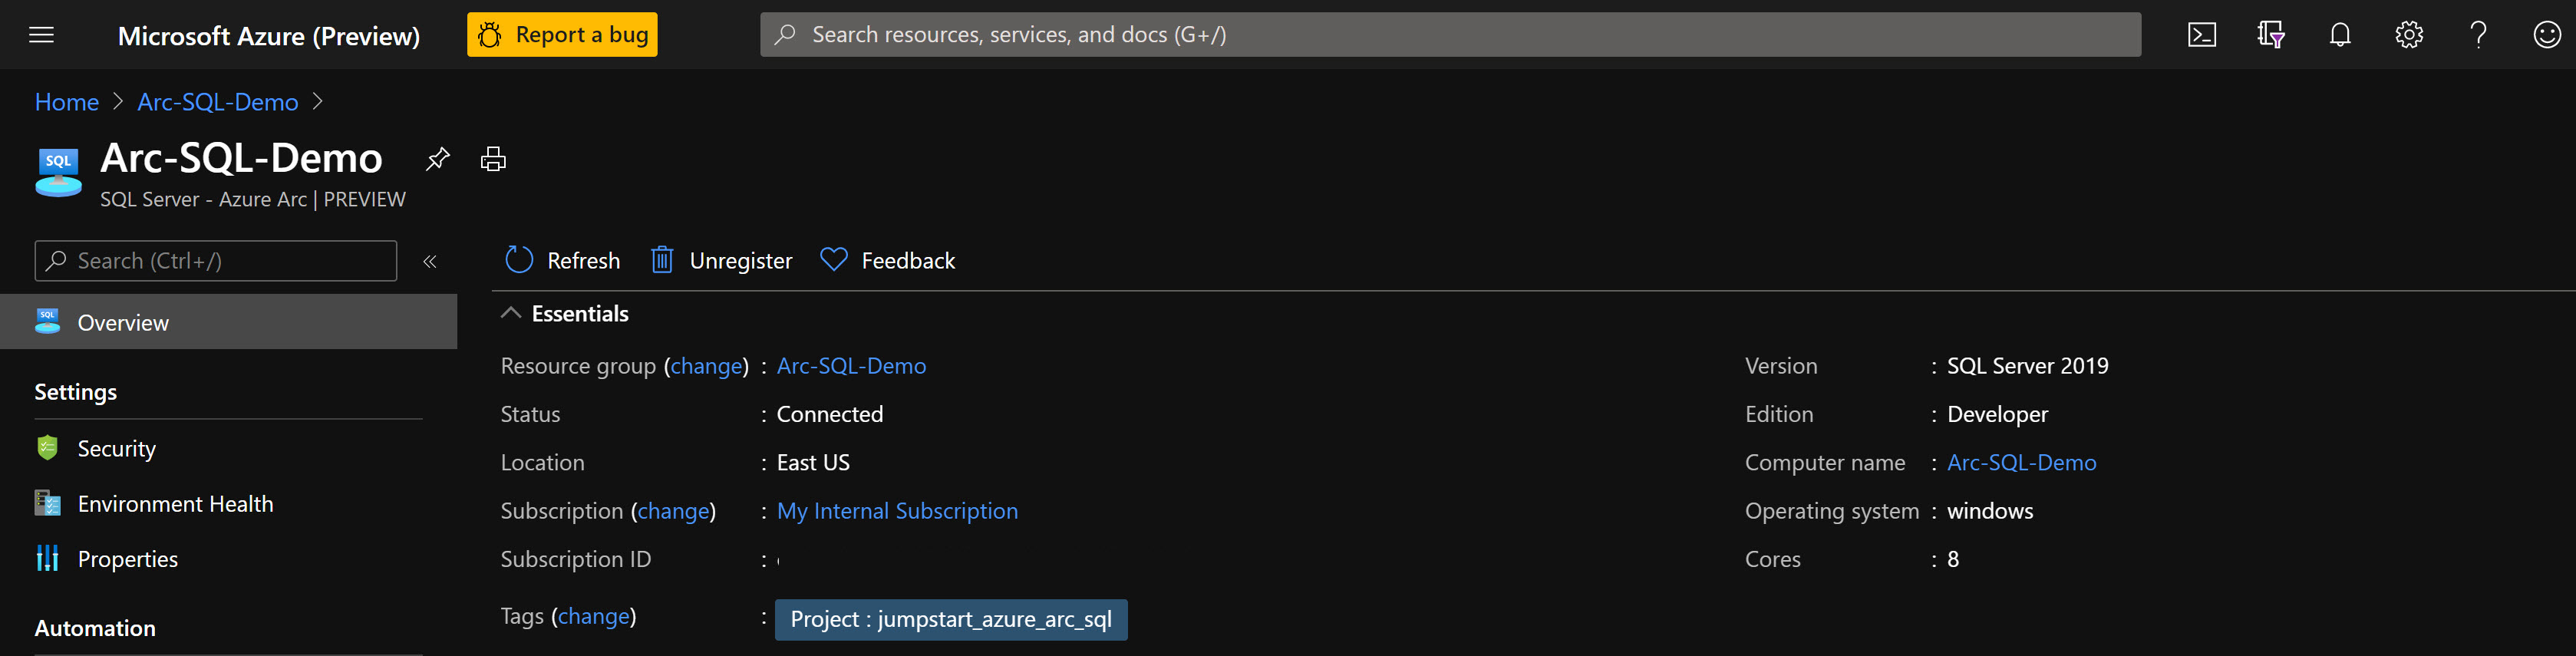 Microsoft Azure (Preview)
Report a bug
Search resources, services, and docs (G+/)
Home > Arc-SQL-Demo >
SQL
Arc-SQL-Demo
SQL Server - Azure Arc | PREVIEW
Search (Ctrl+/)
«
Refresh
Unregister
Feedback
SQL
Overview
Settings
Security
Environment Health
Properties
Automation
Essentials
Resource group (change) : Arc-SQL-Demo
Status : Connected
Location : East US
Subscription (change) : My Internal Subscription
Subscription ID :
Tags (change) : Project : jumpstart_azure_arc_sql
Version : SQL Server 2019
Edition : Developer
Computer name : Arc-SQL-Demo
Operating system : windows
Cores : 8